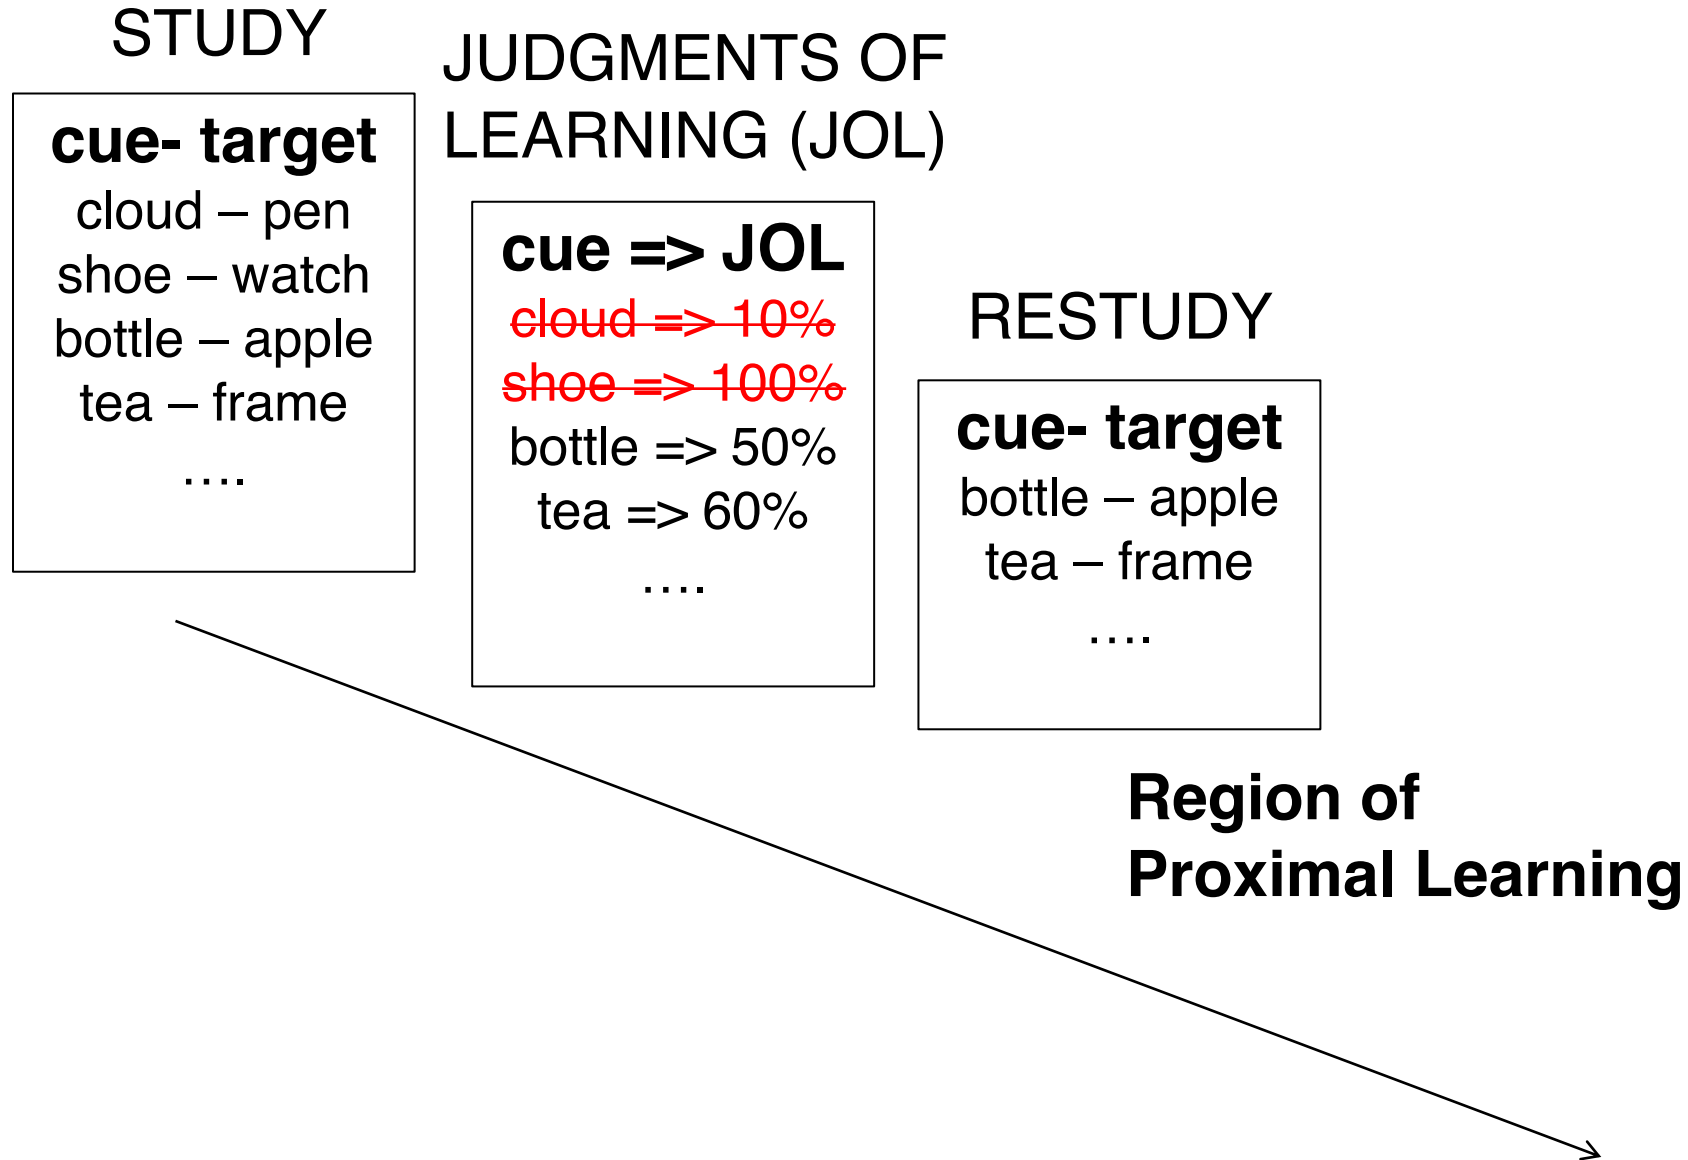 STUDY
cue- target
cloud – pen
shoe – watch
bottle – apple
tea – frame
….
JUDGMENTS OF
LEARNING (JOL)
cue => JOL
cloud => 10%
shoe => 100%
bottle => 50%
tea => 60%
….
RESTUDY
cue- target
bottle – apple
tea – frame
….
Region of
Proximal Learning